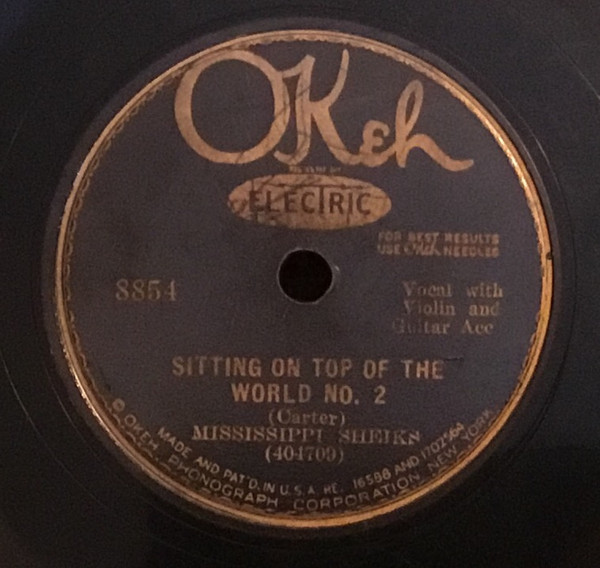 OKeh
ELECTRIC
FOR BEST RESULTS
USE OKeh NEEDLES
8854
Vocal with
Violin and
Guitar Acc
SITTING ON TOP OF THE
WORLD NO. 2
(Carter)
MISSISSIPPI SHEIKS
(404709)
MADE AND PAT'D. IN U.S.A. RE. 16588 AND 1702564
© OKEH PHONOGRAPH CORPORATION, NEW YORK